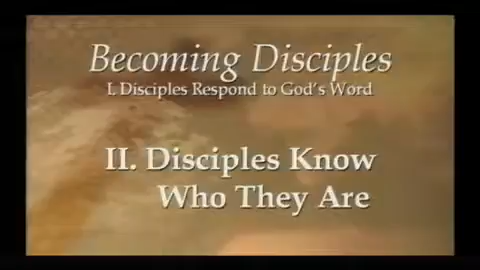 Becoming Disciples
I. Disciples Respond to God's Word
II. Disciples Know
Who They Are